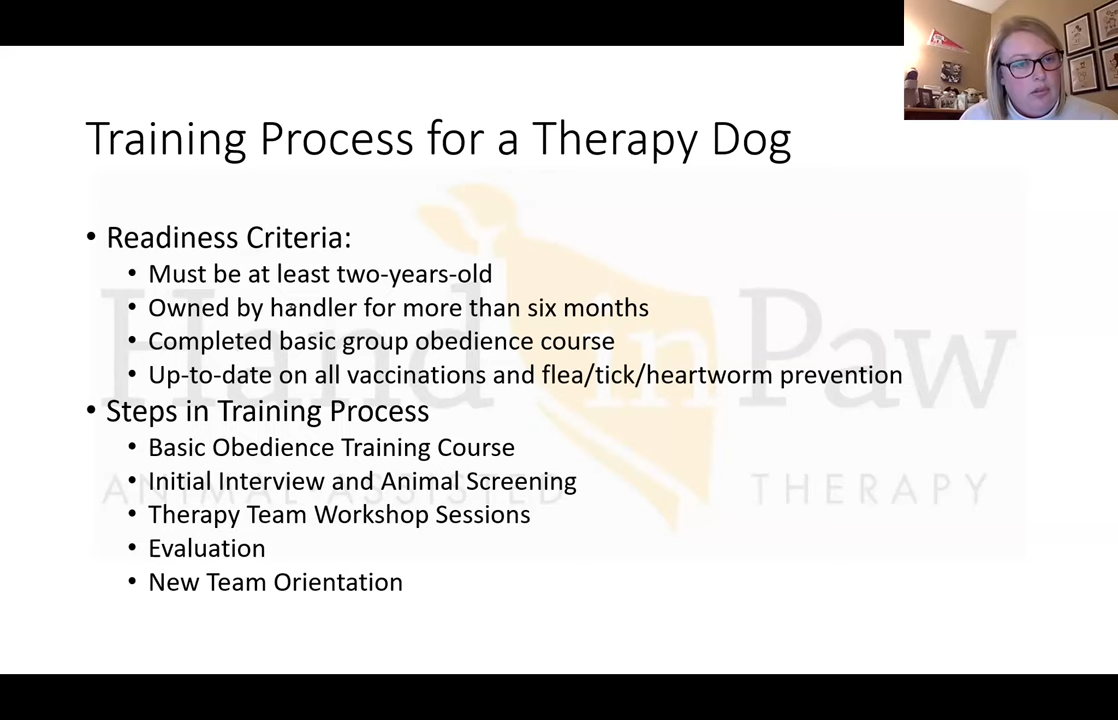 Training Process for a Therapy Dog
• Readiness Criteria:
• Must be at least two-years-old
• Owned by handler for more than six months
• Completed basic group obedience course
• Up-to-date on all vaccinations and flea/tick/heartworm prevention
• Steps in Training Process
• Basic Obedience Training Course
• Initial Interview and Animal Screening
• Therapy Team Workshop Sessions
• Evaluation
• New Team Orientation
Hand in Paw
ANIMAL ASSISTED THERAPY